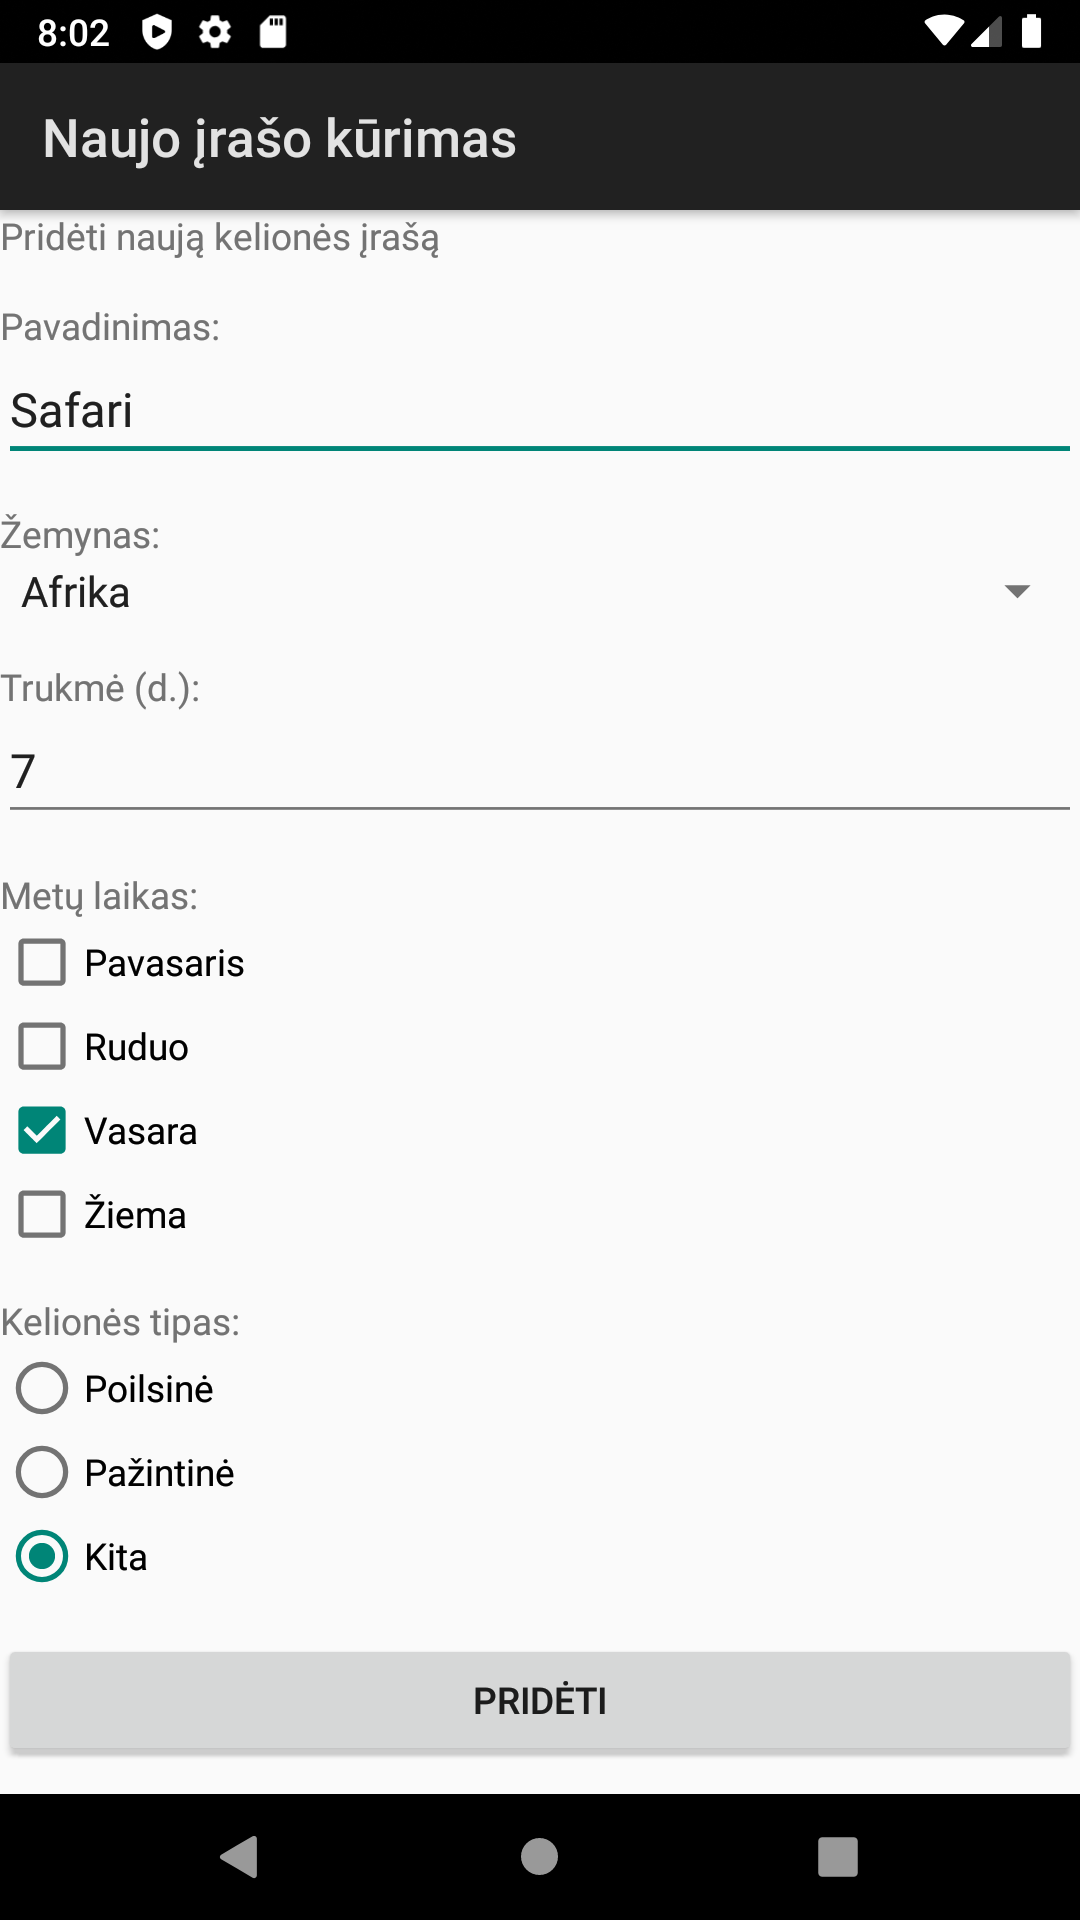 8:02
Naujo įrašo kūrimas
Pridėti naują kelionės įrašą
Pavadinimas:
Safari
Žemynas:
Afrika
Trukmė (d.):
7
Metų laikas:
Pavasaris
Ruduo
Vasara
Žiema
Kelionės tipas:
Poilsinė
Pažintinė
Kita
PRIDĖTI